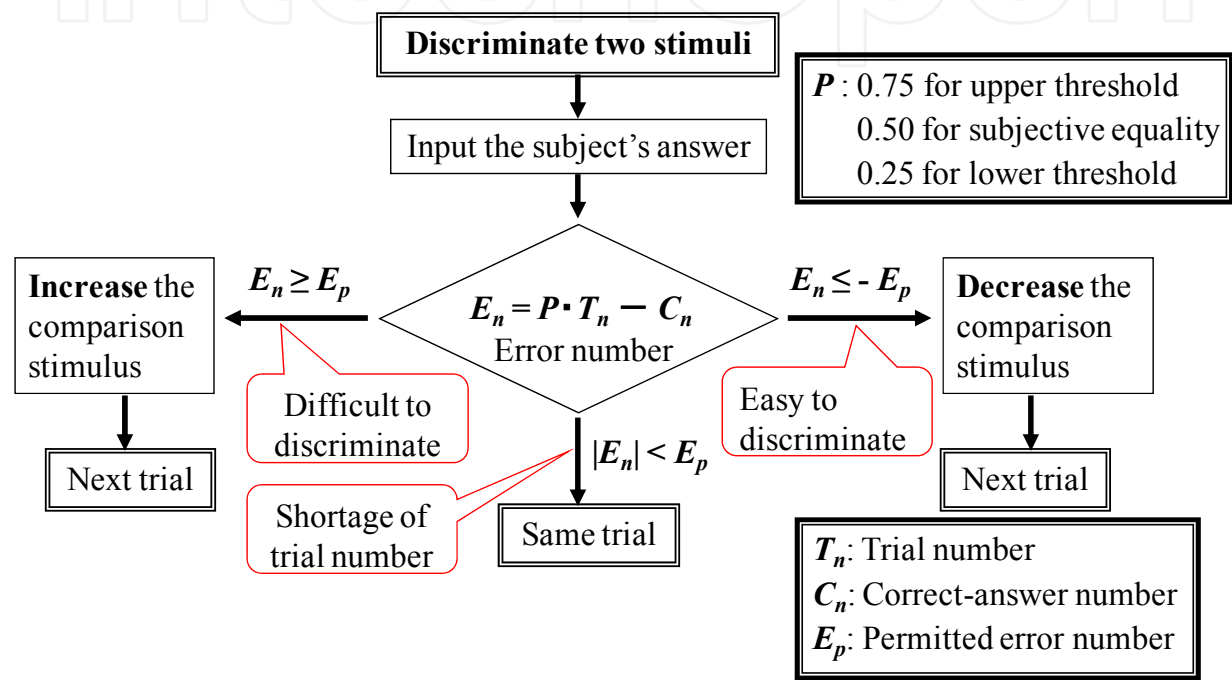 Discriminate two stimuli
P : 0.75 for upper threshold
0.50 for subjective equality
0.25 for lower threshold
Input the subject's answer
Increase the
comparison
stimulus
Eₙ ≥ Eₚ
Eₙ = P · Tₙ − Cₙ
Error number
Eₙ ≤ - Eₚ
Decrease the
comparison
stimulus
Difficult to
discriminate
Easy to
discriminate
|Eₙ| < Eₚ
Next trial
Shortage of
trial number
Same trial
Next trial
Tₙ: Trial number
Cₙ: Correct-answer number
Eₚ: Permitted error number